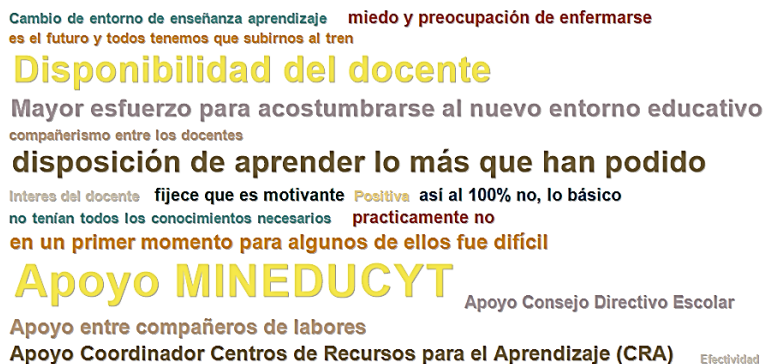 Cambio de entorno de enseñanza aprendizaje miedo y preocupación de enfermarse
es el futuro y todos tenemos que subirnos al tren
Disponibilidad del docente
Mayor esfuerzo para acostumbrarse al nuevo entorno educativo
compañerismo entre los docentes
disposición de aprender lo más que han podido
Interes del docente fijece que es motivante Positiva así al 100% no, lo básico
no tenían todos los conocimientos necesarios practicamente no
en un primer momento para algunos de ellos fue difícil
Apoyo MINEDUCYT Apoyo Consejo Directivo Escolar
Apoyo entre compañeros de labores
Apoyo Coordinador Centros de Recursos para el Aprendizaje (CRA) Efectividad